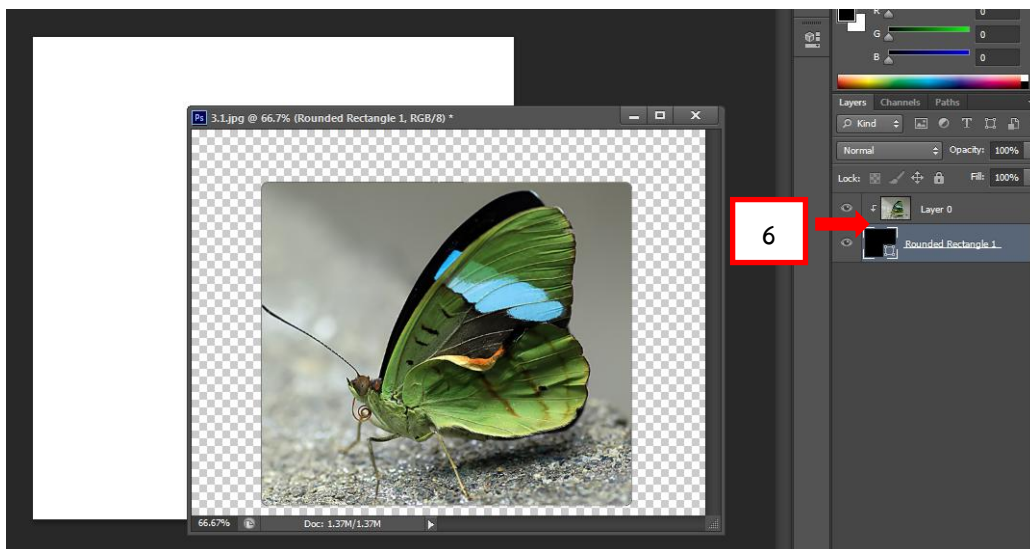 R 0
G 0
B 0
Ps 3.1.jpg @ 66.7% (Rounded Rectangle 1, RGB/8) *
Layers Channels Paths
Kind T
Normal Opacity: 100%
Lock: Fill: 100%
Layer 0
6
Rounded Rectangle 1
66.67% Doc: 1.37M/1.37M